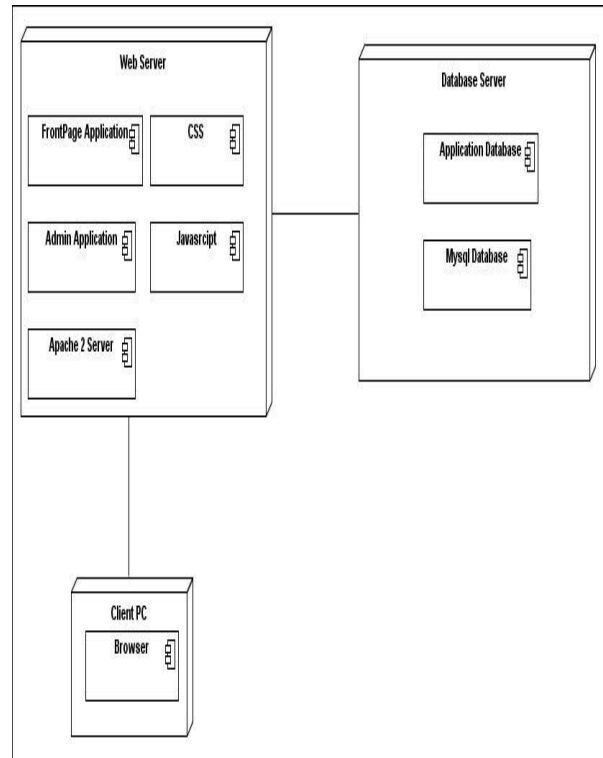 Web Server
FrontPage Application
CSS
Admin Application
Javasrcipt
Apache 2 Server
Database Server
Application Database
Mysql Database
Client PC
Browser